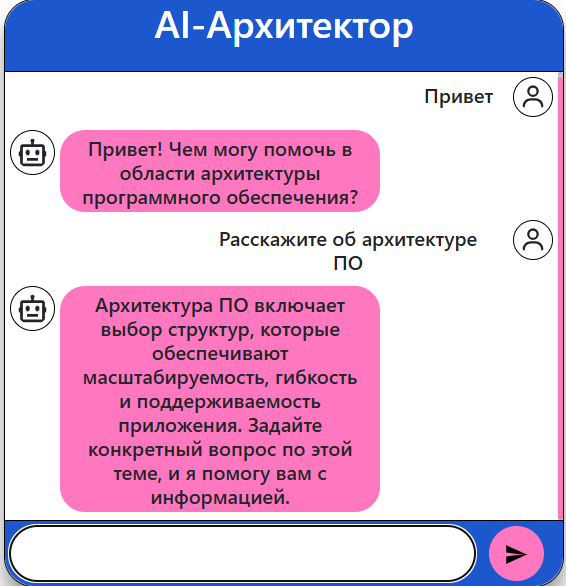 AI-Архитектор
Привет
Привет! Чем могу помочь в
области архитектуры
программного обеспечения?
Расскажите об архитектуре
ПО
Архитектура ПО включает
выбор структур, которые
обеспечивают
масштабируемость, гибкость
и поддерживаемость
приложения. Задайте
конкретный вопрос по этой
теме, и я помогу вам с
информацией.